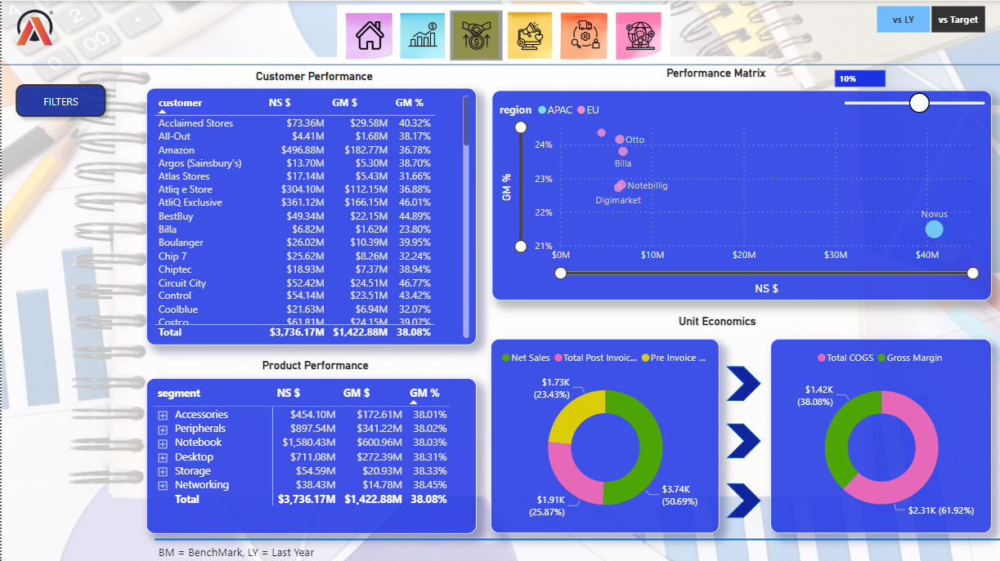 vs LY
vs Target
FILTERS
Customer Performance
customer NS $ GM $ GM %
Acclaimed Stores $73.36M $29.58M 40.32%
All-Out $4.41M $1.68M 38.17%
Amazon $496.88M $182.77M 36.78%
Argos (Sainsbury's) $13.70M $5.30M 38.70%
Atlas Stores $17.14M $5.43M 31.66%
Atliq e Store $304.10M $112.15M 36.88%
AtliQ Exclusive $361.12M $166.15M 46.01%
BestBuy $49.34M $22.15M 44.89%
Billa $6.82M $1.62M 23.80%
Boulanger $26.02M $10.39M 39.95%
Chip 7 $25.62M $8.26M 32.24%
Chiptec $18.93M $7.37M 38.94%
Circuit City $52.42M $24.51M 46.77%
Control $54.14M $23.51M 43.42%
Coolblue $21.63M $6.94M 32.07%
Costco $61.81M $24.15M 39.07%
Total $3,736.17M $1,422.88M 38.08%
Performance Matrix
10%
region APAC EU
GM %
24%
23%
22%
21%
Otto
Billa
Notebillig
Digimarket
Novus
$0M $10M $20M $30M $40M
NS $
Product Performance
segment NS $ GM $ GM %
Accessories $454.10M $172.61M 38.01%
Peripherals $897.54M $341.22M 38.02%
Notebook $1,580.43M $600.96M 38.03%
Desktop $711.08M $272.39M 38.31%
Storage $54.59M $20.93M 38.33%
Networking $38.43M $14.78M 38.45%
Total $3,736.17M $1,422.88M 38.08%
Unit Economics
Net Sales Total Post Invoic... Pre Invoice ...
$1.73K
(23.43%)
$1.91K
(25.87%)
$3.74K
(50.69%)
Total COGS Gross Margin
$1.42K
(38.08%)
$2.31K (61.92%)
BM = BenchMark, LY = Last Year